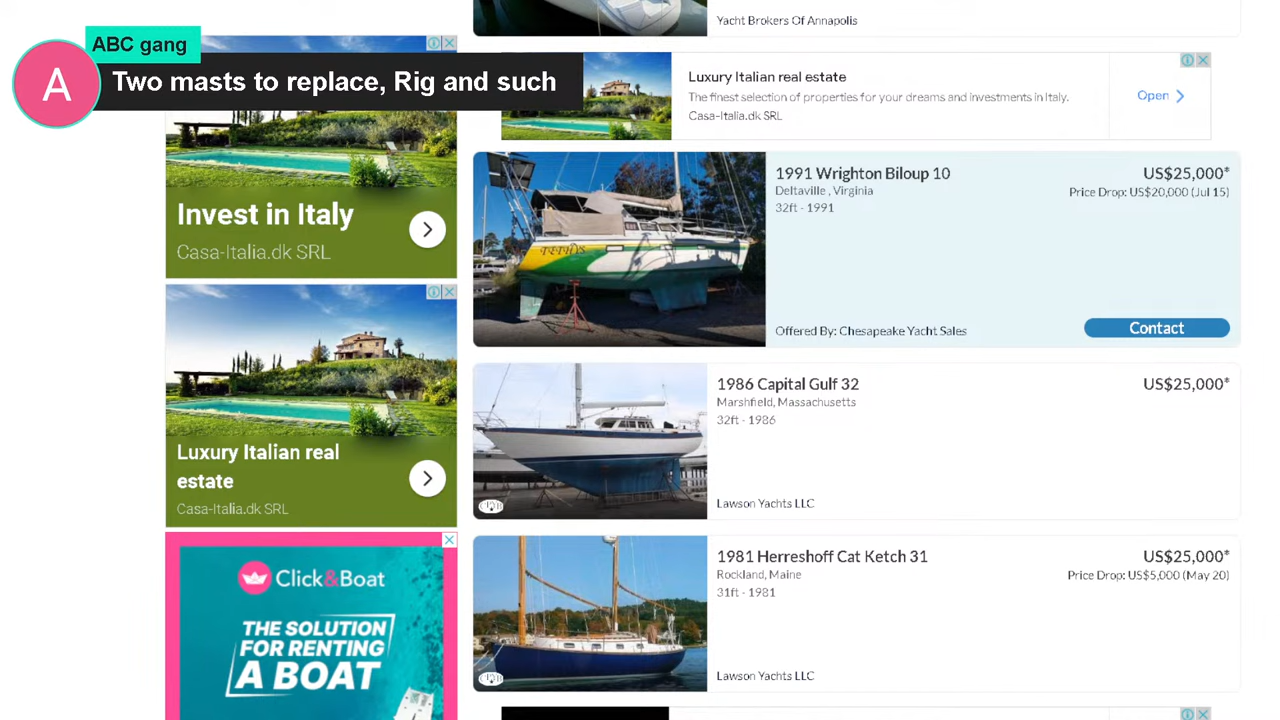 Yacht Brokers Of Annapolis
ABC gang
A
Two masts to replace, Rig and such
Luxury Italian real estate
The finest selection of properties for your dreams and investments in Italy.
Casa-Italia.dk SRL
Open
Invest in Italy
Casa-Italia.dk SRL
1991 Wrighton Biloup 10
US$25,000*
Deltaville , Virginia
Price Drop: US$20,000 (Jul 15)
32ft - 1991
TETHYS
Offered By: Chesapeake Yacht Sales
Contact
Luxury Italian real
estate
Casa-Italia.dk SRL
1986 Capital Gulf 32
US$25,000*
Marshfield, Massachusetts
32ft - 1986
Lawson Yachts LLC
Click&Boat
THE SOLUTION
FOR RENTING
A BOAT
1981 Herreshoff Cat Ketch 31
US$25,000*
Rockland, Maine
Price Drop: US$5,000 (May 20)
31ft - 1981
Lawson Yachts LLC